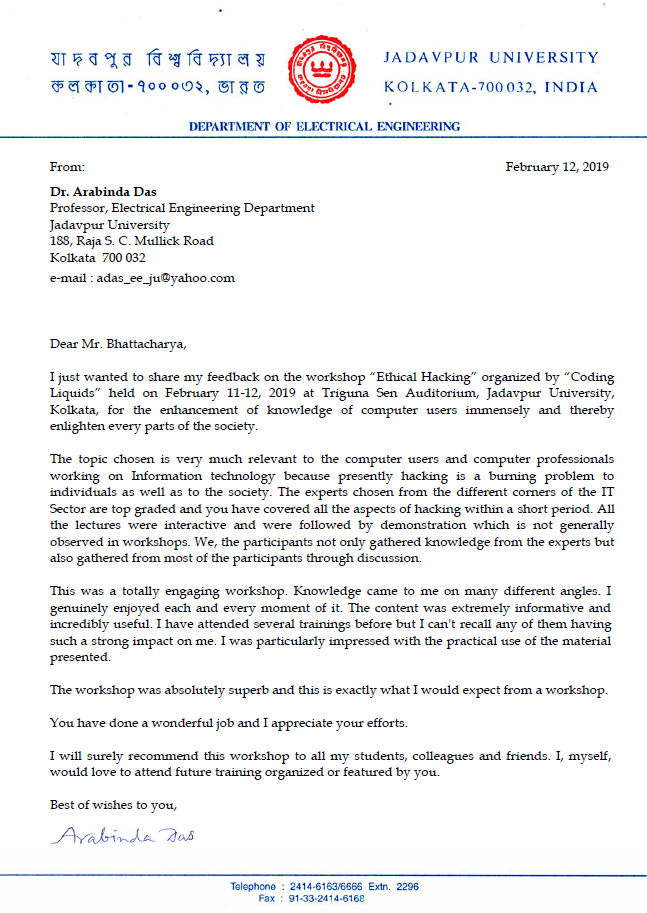 যাদবপুর বিশ্ববিদ্যালয়
কলকাতা-৭০০০৩২, ভারত
JADAVPUR UNIVERSITY
KOLKATA-700 032, INDIA
DEPARTMENT OF ELECTRICAL ENGINEERING
From:
February 12, 2019
Dr. Arabinda Das
Professor, Electrical Engineering Department
Jadavpur University
188, Raja S. C. Mullick Road
Kolkata 700 032
e-mail : adas_ee_ju@yahoo.com
Dear Mr. Bhattacharya,
I just wanted to share my feedback on the workshop “Ethical Hacking” organized by “Coding
Liquids” held on February 11-12, 2019 at Triguna Sen Auditorium, Jadavpur University,
Kolkata, for the enhancement of knowledge of computer users immensely and thereby
enlighten every parts of the society.
The topic chosen is very much relevant to the computer users and computer professionals
working on Information technology because presently hacking is a burning problem to
individuals as well as to the society. The experts chosen from the different corners of the IT
Sector are top graded and you have covered all the aspects of hacking within a short period. All
the lectures were interactive and were followed by demonstration which is not generally
observed in workshops. We, the participants not only gathered knowledge from the experts but
also gathered from most of the participants through discussion.
This was a totally engaging workshop. Knowledge came to me on many different angles. I
genuinely enjoyed each and every moment of it. The content was extremely informative and
incredibly useful. I have attended several trainings before but I can't recall any of them having
such a strong impact on me. I was particularly impressed with the practical use of the material
presented.
The workshop was absolutely superb and this is exactly what I would expect from a workshop.
You have done a wonderful job and I appreciate your efforts.
I will surely recommend this workshop to all my students, colleagues and friends. I, myself,
would love to attend future training organized or featured by you.
Best of wishes to you,
Arabinda Das
Telephone : 2414-6163/6666 Extn. 2296
Fax : 91-33-2414-6168